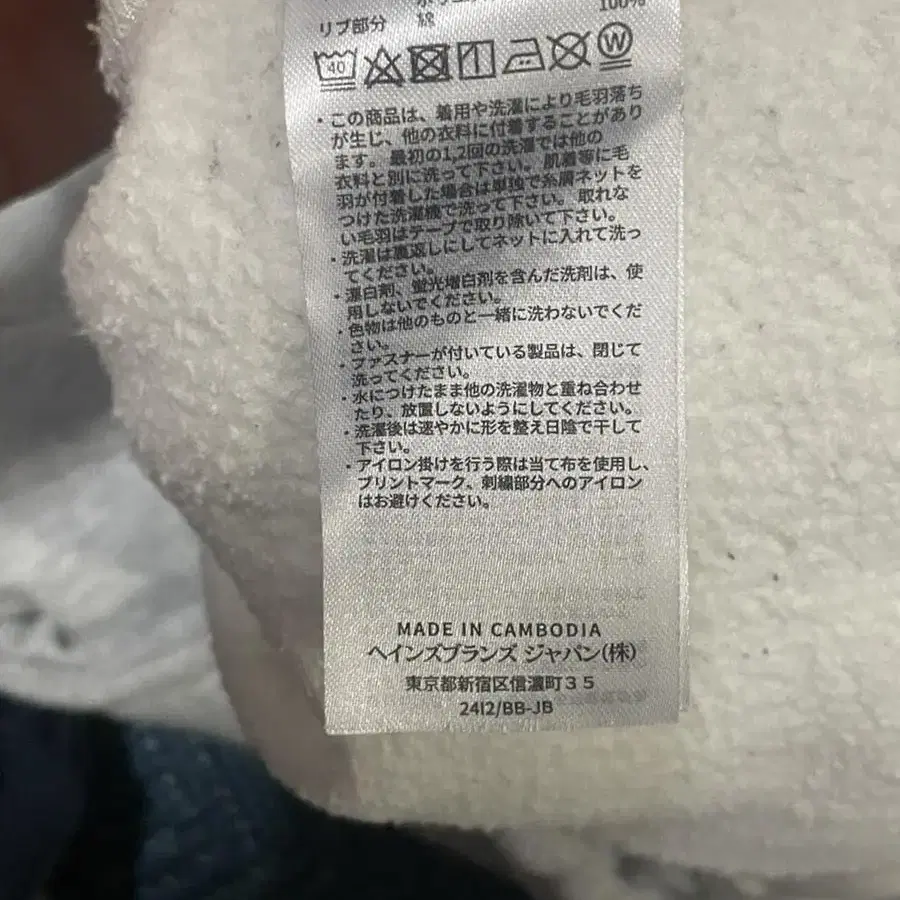 リブ部分 綿 100%
40 W
・この商品は、着用や洗濯により毛羽落ち
が生じ、他の衣料に付着することがあり
ます。最初の1,2回の洗濯では他の
衣料と別に洗って下さい。肌着等に毛
羽が付着した場合は単独で糸屑ネットを
つけた洗濯機で洗って下さい。取れな
い毛羽はテープで取り除いて下さい。
・洗濯は裏返しにしてネットに入れて洗っ
てください。
・漂白剤、蛍光増白剤を含んだ洗剤は、使
用しないでください。
・色物は他のものと一緒に洗わないでくだ
さい。
・ファスナーが付いている製品は、閉じて
洗ってください。
・水につけたまま他の洗濯物と重ね合わせ
たり、放置しないようにしてください。
・洗濯後は速やかに形を整え日陰で干して
下さい。
・アイロン掛けを行う際は当て布を使用し、
プリントマーク、刺繍部分へのアイロン
はお避けください。
MADE IN CAMBODIA
ヘインズブランズ ジャパン(株)
東京都新宿区信濃町35
24I2/BB-JB